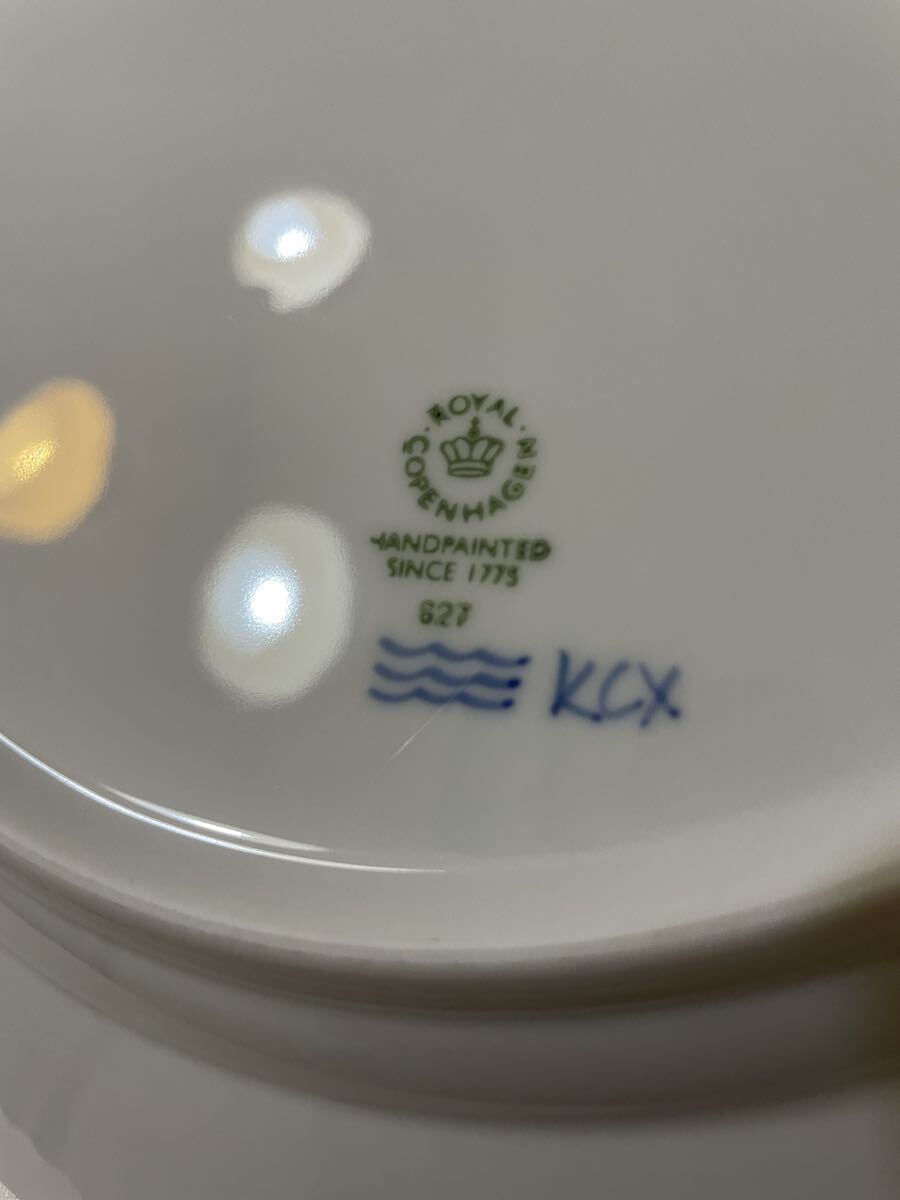 ROYAL
COPENHAGEN
HANDPAINTED
SINCE 1775
627
KCX